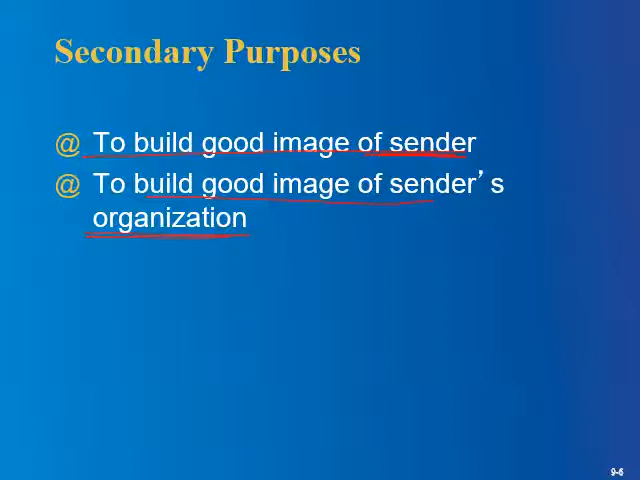 Secondary Purposes
@ To build good image of sender
@ To build good image of sender’s
organization
9-6